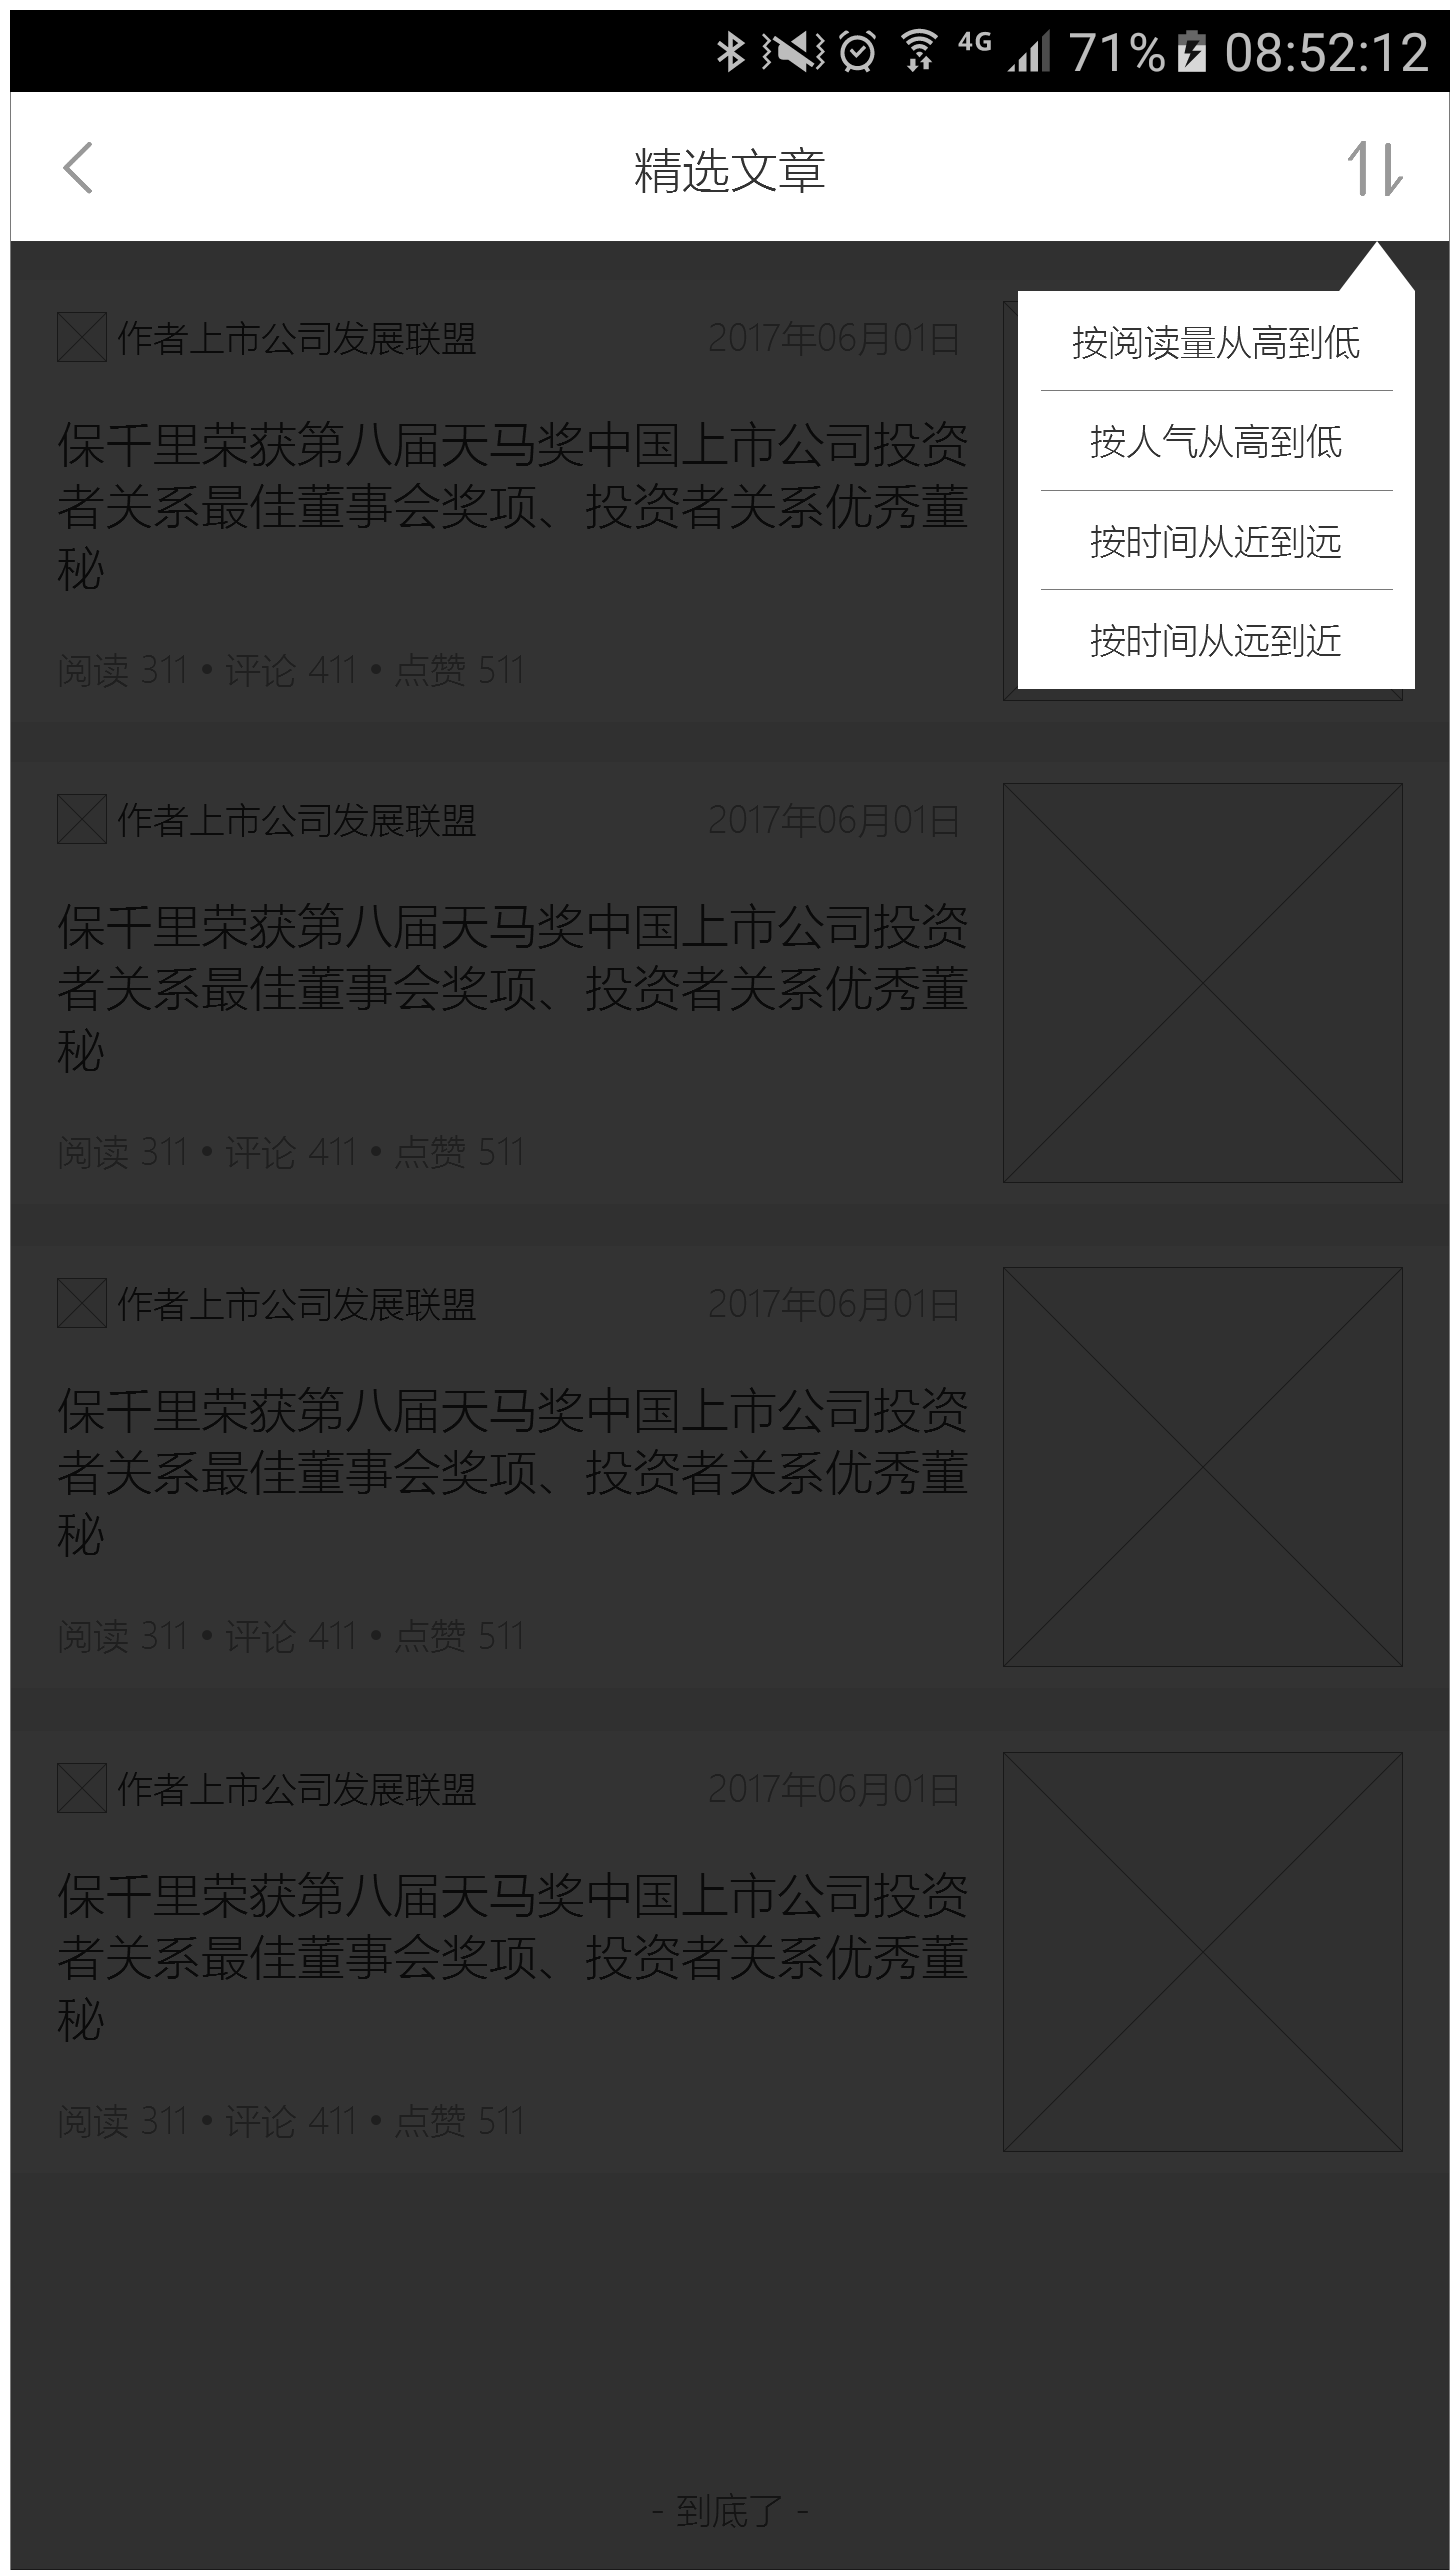 4G 71% 08:52:12
精选文章
按阅读量从高到低
按人气从高到低
按时间从近到远
按时间从远到近
作者上市公司发展联盟 2017年06月01日
保千里荣获第八届天马奖中国上市公司投资
者关系最佳董事会奖项、投资者关系优秀董
秘
阅读 311 • 评论 411 • 点赞 511
作者上市公司发展联盟 2017年06月01日
保千里荣获第八届天马奖中国上市公司投资
者关系最佳董事会奖项、投资者关系优秀董
秘
阅读 311 • 评论 411 • 点赞 511
作者上市公司发展联盟 2017年06月01日
保千里荣获第八届天马奖中国上市公司投资
者关系最佳董事会奖项、投资者关系优秀董
秘
阅读 311 • 评论 411 • 点赞 511
作者上市公司发展联盟 2017年06月01日
保千里荣获第八届天马奖中国上市公司投资
者关系最佳董事会奖项、投资者关系优秀董
秘
阅读 311 • 评论 411 • 点赞 511
- 到底了 -